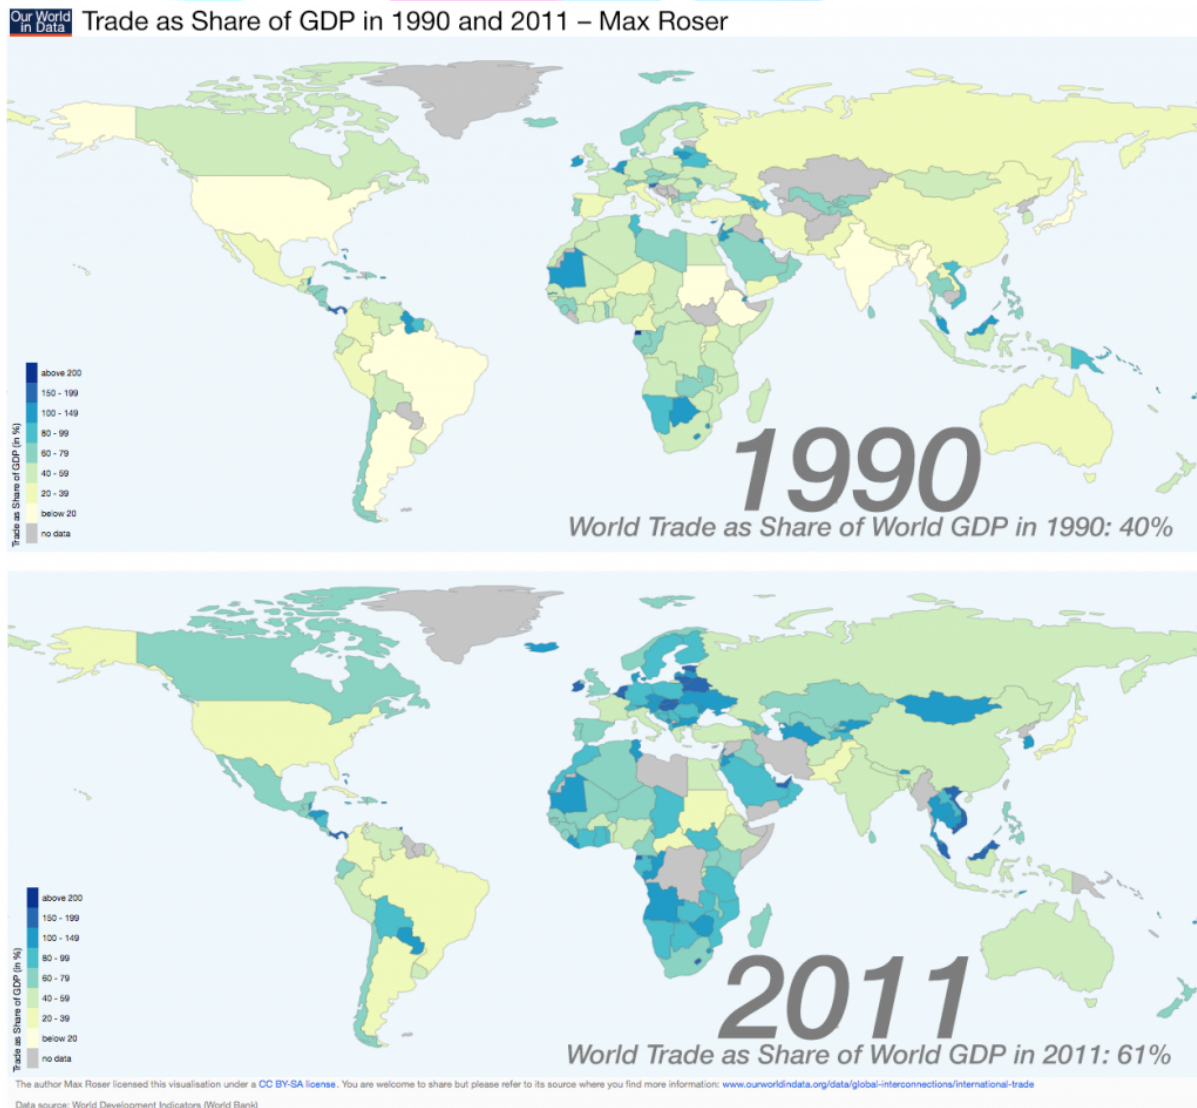 Our World
in Data
Trade as Share of GDP in 1990 and 2011 – Max Roser
Trade as Share of GDP (in %)
above 200
150 - 199
100 - 149
80 - 99
60 - 79
40 - 59
20 - 39
below 20
no data
1990
World Trade as Share of World GDP in 1990: 40%
Trade as Share of GDP (in %)
above 200
150 - 199
100 - 149
80 - 99
60 - 79
40 - 59
20 - 39
below 20
no data
2011
World Trade as Share of World GDP in 2011: 61%
The author Max Roser licensed this visualisation under a CC BY-SA license. You are welcome to share but please refer to its source where you find more information: www.ourworldindata.org/data/global-interconnections/international-trade
Data source: World Development Indicators (World Bank)